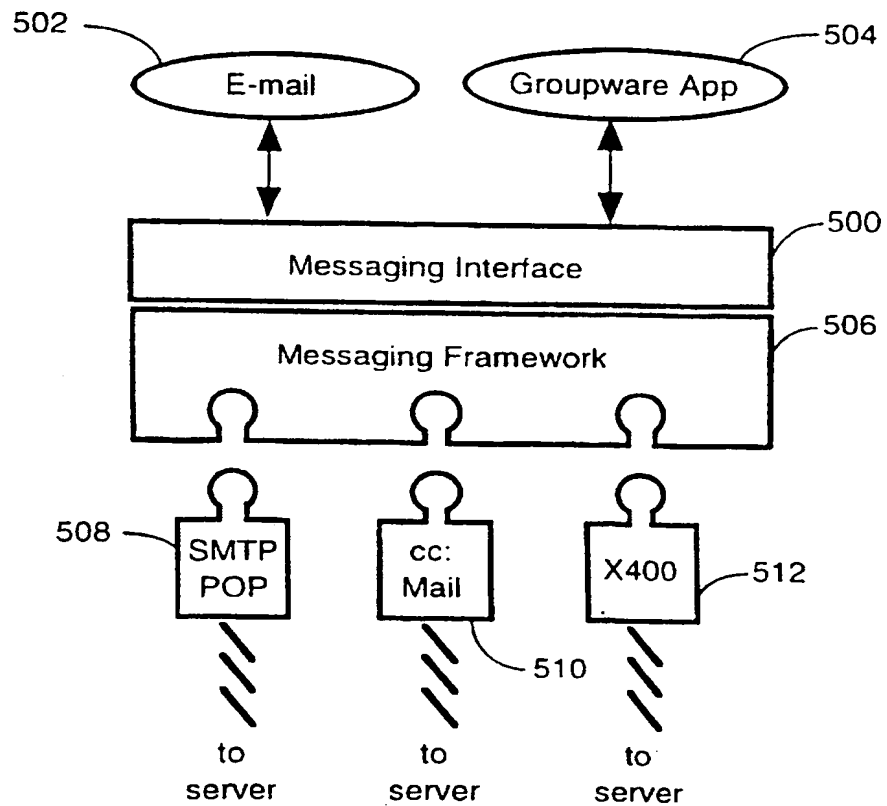 502
504
E-mail
Groupware App
500
Messaging Interface
506
Messaging Framework
508
SMTP
POP
cc:
Mail
X400
512
510
to
server
to
server
to
server